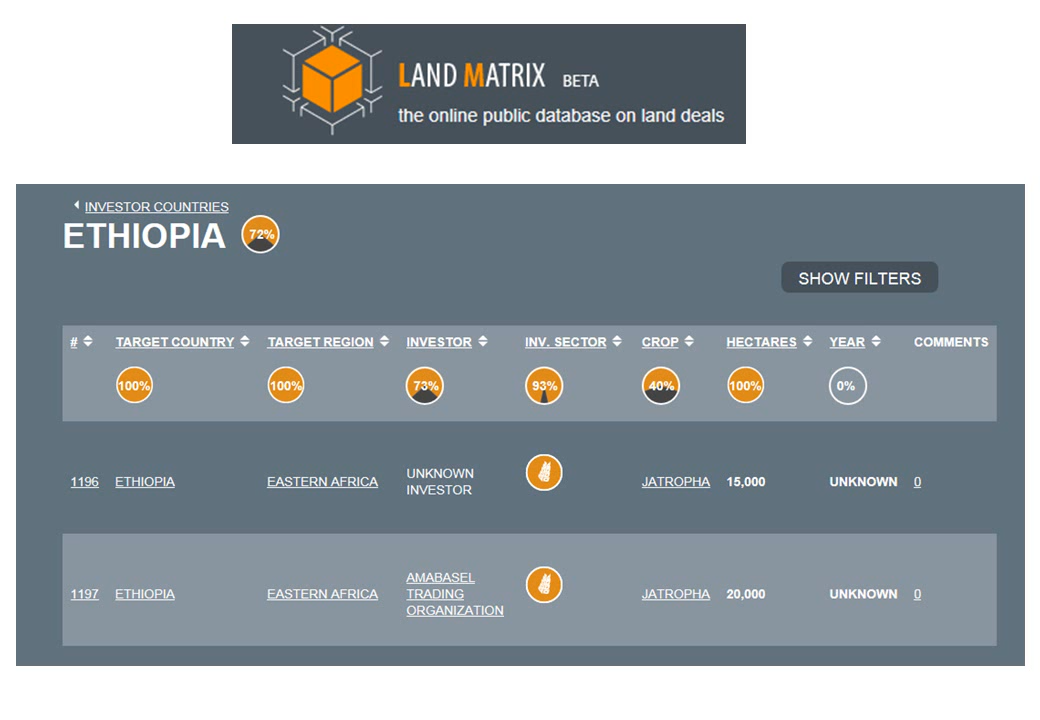 LAND MATRIX BETA
the online public database on land deals
INVESTOR COUNTRIES
ETHIOPIA 72%
SHOW FILTERS
# TARGET COUNTRY TARGET REGION INVESTOR INV. SECTOR CROP HECTARES YEAR COMMENTS
100% 100% 73% 93% 40% 100% 0%
1196 ETHIOPIA EASTERN AFRICA UNKNOWN INVESTOR JATROPHA 15,000 UNKNOWN 0
1197 ETHIOPIA EASTERN AFRICA AMABASEL TRADING ORGANIZATION JATROPHA 20,000 UNKNOWN 0